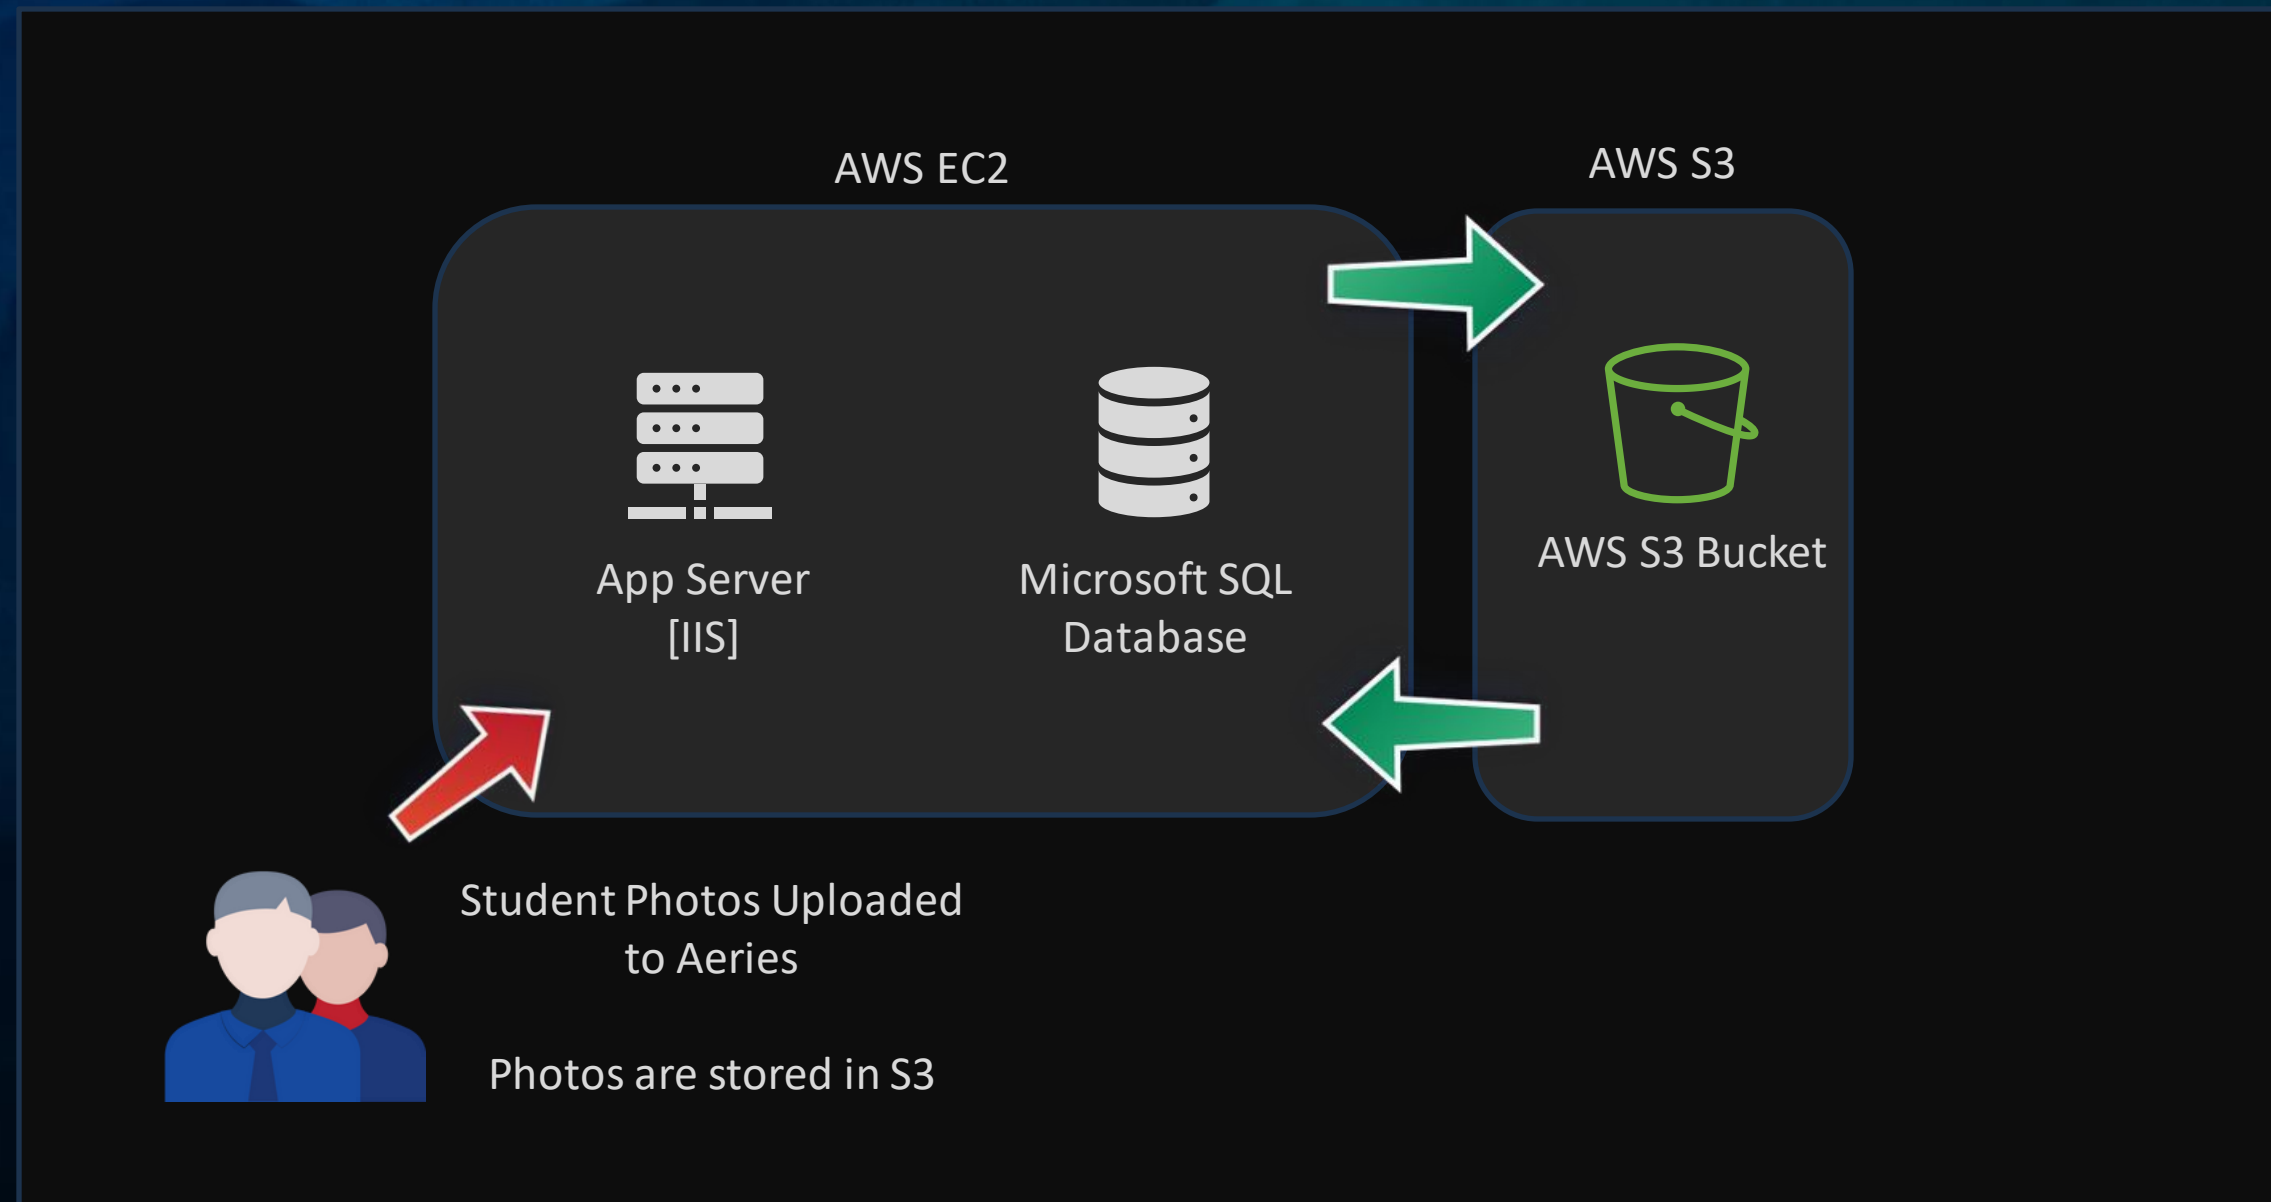 AWS EC2
AWS S3
App Server
[IIS]
Microsoft SQL
Database
AWS S3 Bucket
Student Photos Uploaded
to Aeries
Photos are stored in S3